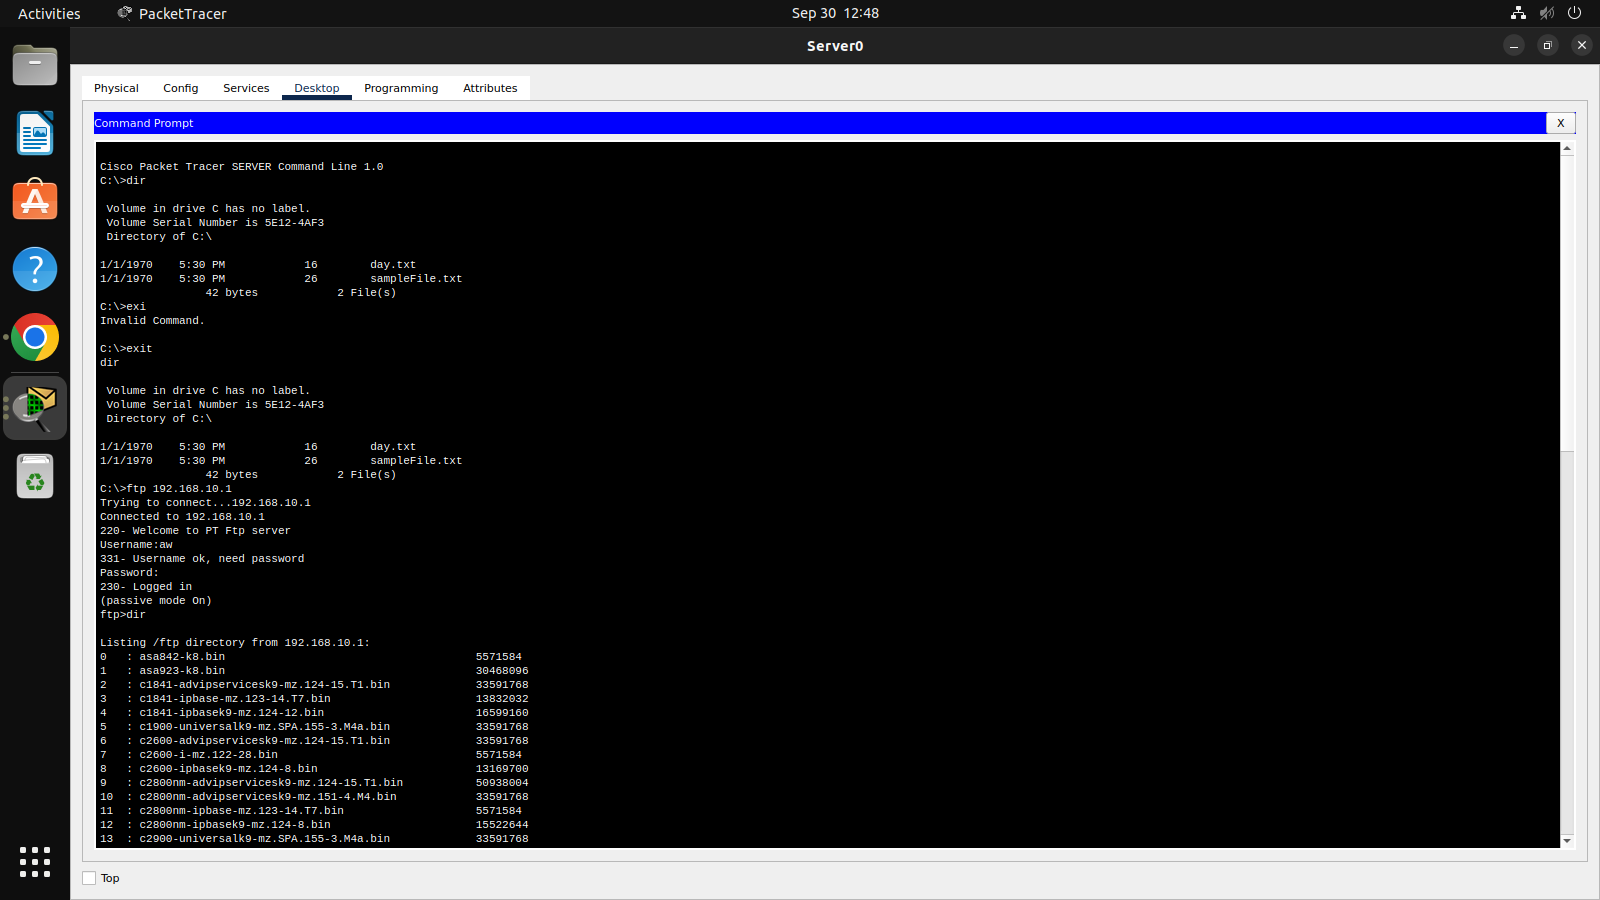 Activities PacketTracer Sep 30 12:48
Server0
Physical Config Services Desktop Programming Attributes
Command Prompt X
Cisco Packet Tracer SERVER Command Line 1.0
C:\>dir
Volume in drive C has no label.
Volume Serial Number is 5E12-4AF3
Directory of C:\
1/1/1970 5:30 PM 16 day.txt
1/1/1970 5:30 PM 26 sampleFile.txt
42 bytes 2 File(s)
C:\>exi
Invalid Command.
C:\>exit
dir
Volume in drive C has no label.
Volume Serial Number is 5E12-4AF3
Directory of C:\
1/1/1970 5:30 PM 16 day.txt
1/1/1970 5:30 PM 26 sampleFile.txt
42 bytes 2 File(s)
C:\>ftp 192.168.10.1
Trying to connect...192.168.10.1
Connected to 192.168.10.1
220- Welcome to PT Ftp server
Username:aw
331- Username ok, need password
Password:
230- Logged in
(passive mode On)
ftp>dir
Listing /ftp directory from 192.168.10.1:
0 : asa842-k8.bin 5571584
1 : asa923-k8.bin 30468096
2 : c1841-advipservicesk9-mz.124-15.T1.bin 33591768
3 : c1841-ipbase-mz.123-14.T7.bin 13832032
4 : c1841-ipbasek9-mz.124-12.bin 16599160
5 : c1900-universalk9-mz.SPA.155-3.M4a.bin 33591768
6 : c2600-advipservicesk9-mz.124-15.T1.bin 33591768
7 : c2600-i-mz.122-28.bin 5571584
8 : c2600-ipbasek9-mz.124-8.bin 13169700
9 : c2800nm-advipservicesk9-mz.124-15.T1.bin 50938004
10 : c2800nm-advipservicesk9-mz.151-4.M4.bin 33591768
11 : c2800nm-ipbase-mz.123-14.T7.bin 5571584
12 : c2800nm-ipbasek9-mz.124-8.bin 15522644
13 : c2900-universalk9-mz.SPA.155-3.M4a.bin 33591768
Top